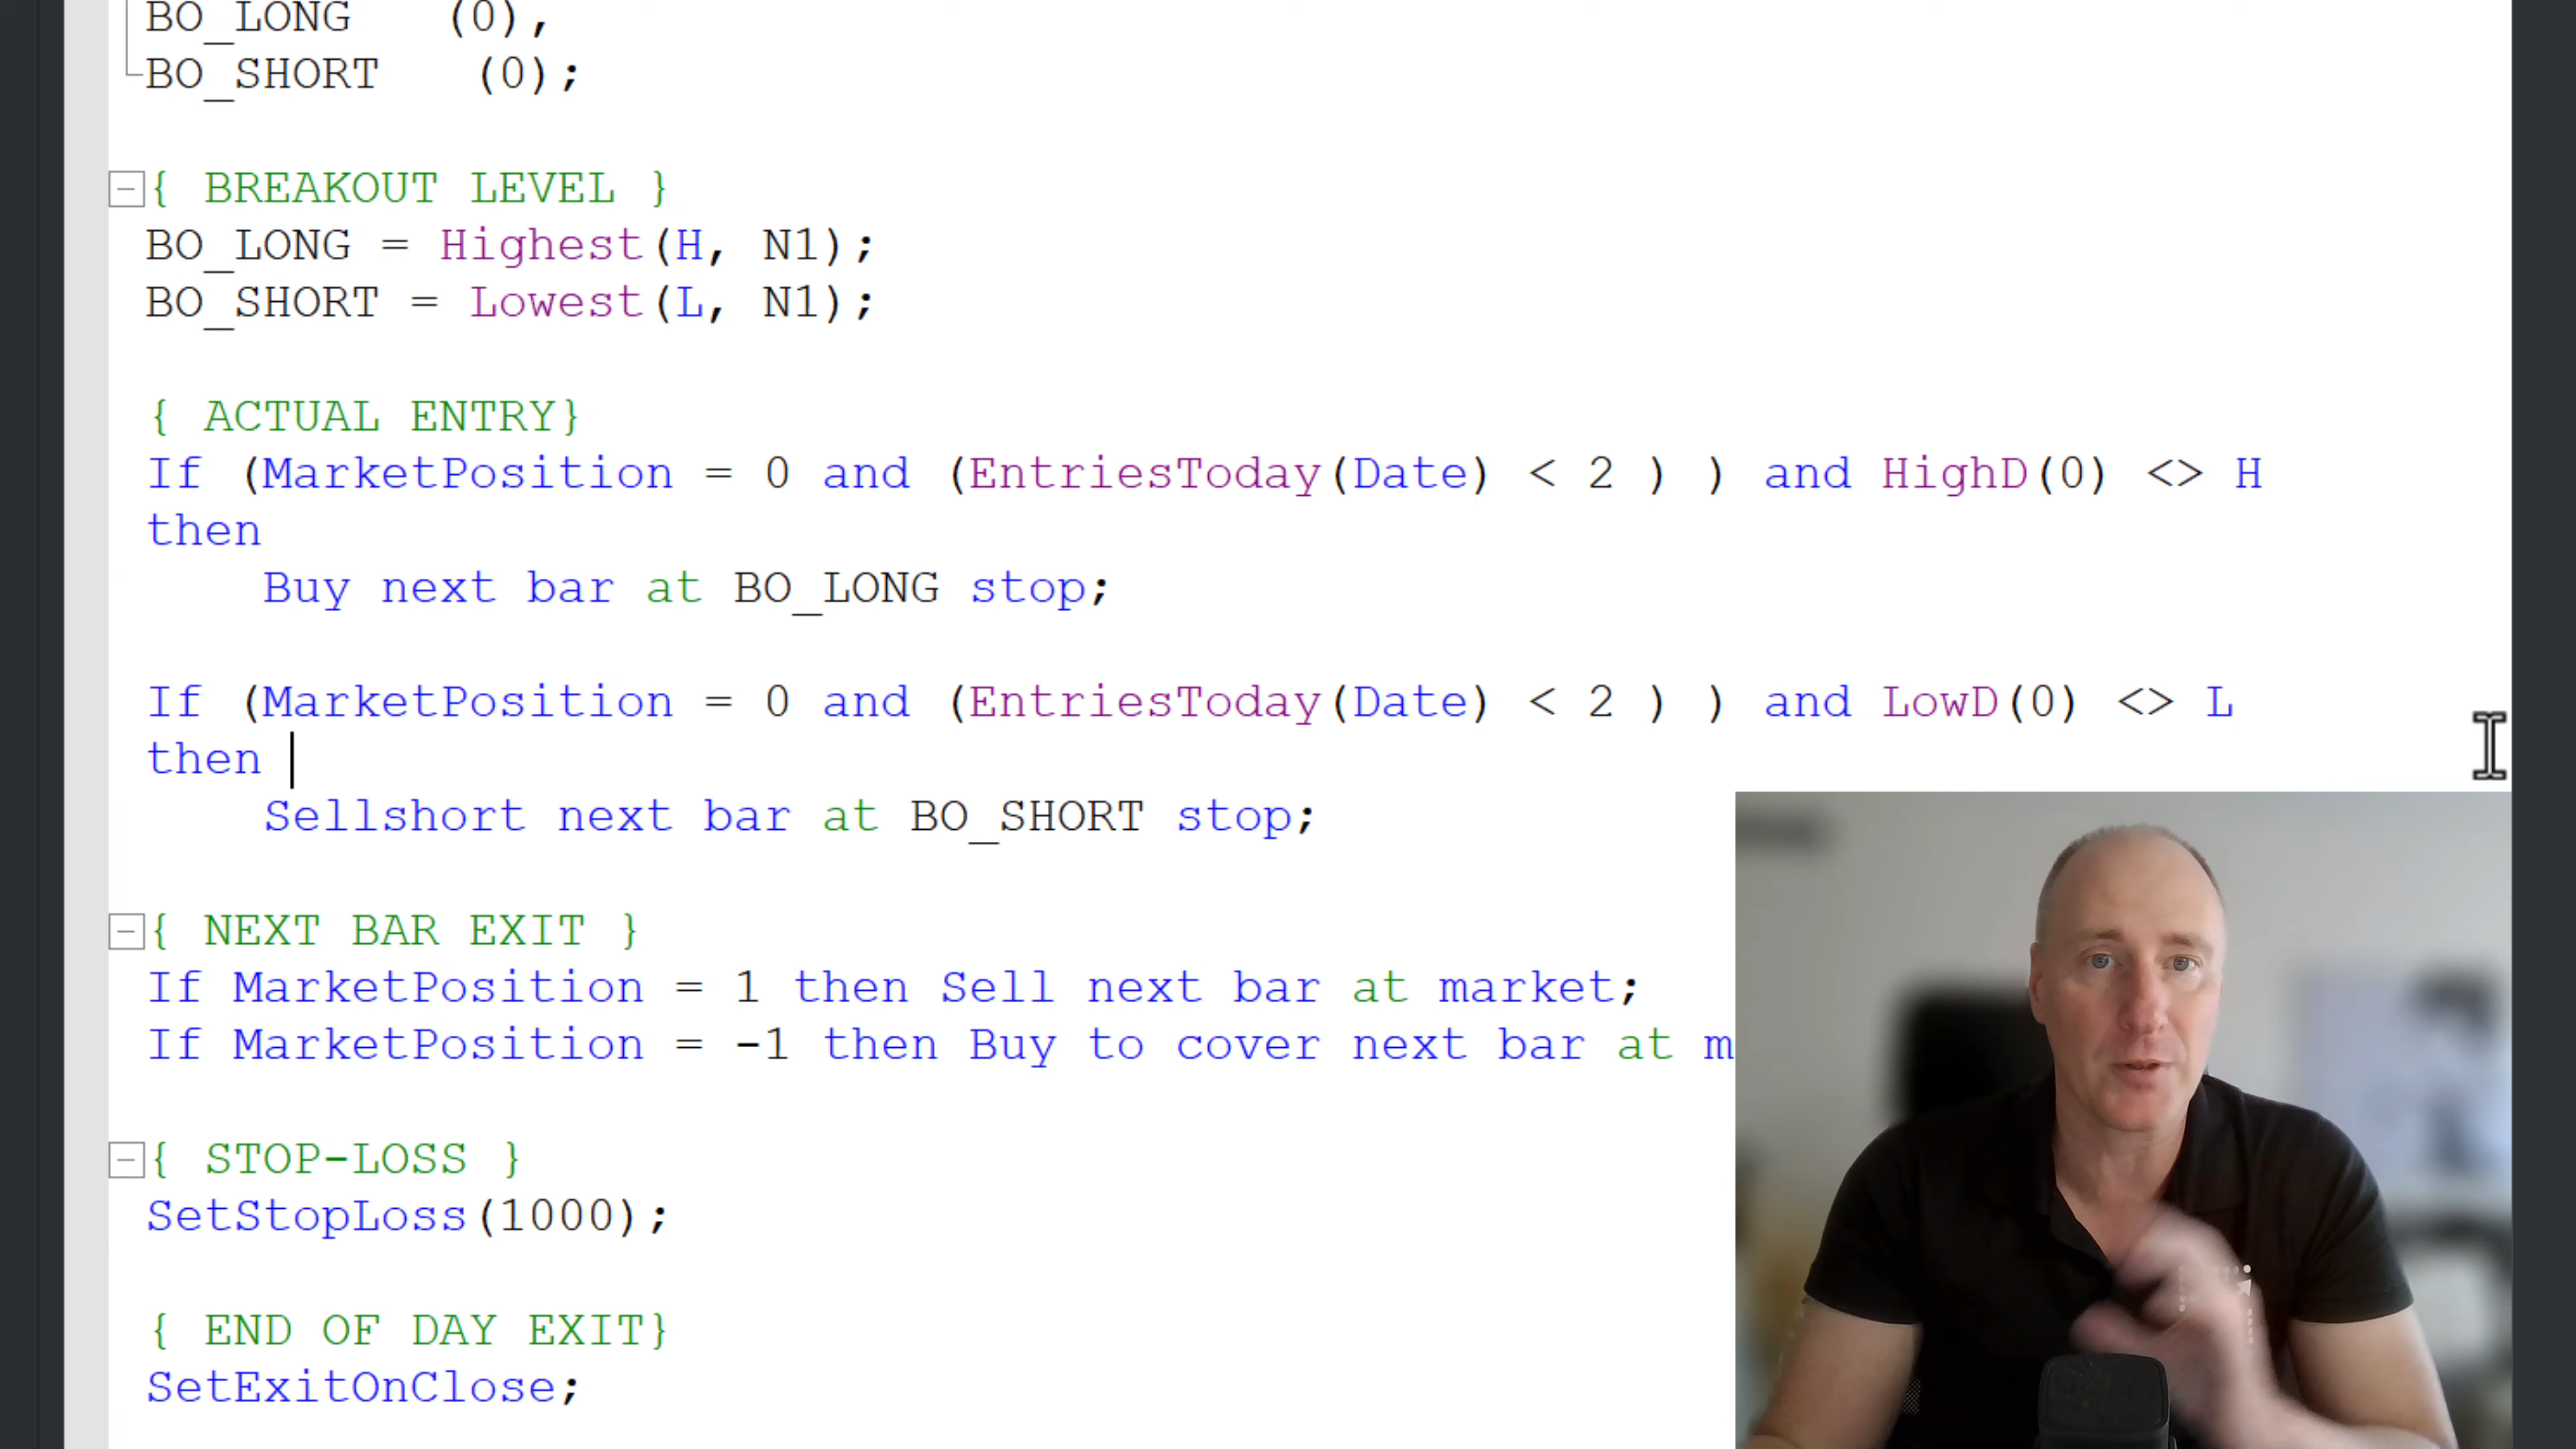 BO_LONG (0),
BO_SHORT (0);
{ BREAKOUT LEVEL }
BO_LONG = Highest(H, N1);
BO_SHORT = Lowest(L, N1);
{ ACTUAL ENTRY}
If (MarketPosition = 0 and (EntriesToday(Date) < 2 ) ) and HighD(0) <> H
then
Buy next bar at BO_LONG stop;
If (MarketPosition = 0 and (EntriesToday(Date) < 2 ) ) and LowD(0) <> L
then
Sellshort next bar at BO_SHORT stop;
{ NEXT BAR EXIT }
If MarketPosition = 1 then Sell next bar at market;
If MarketPosition = -1 then Buy to cover next bar at m
{ STOP-LOSS }
SetStopLoss(1000);
{ END OF DAY EXIT}
SetExitOnClose;